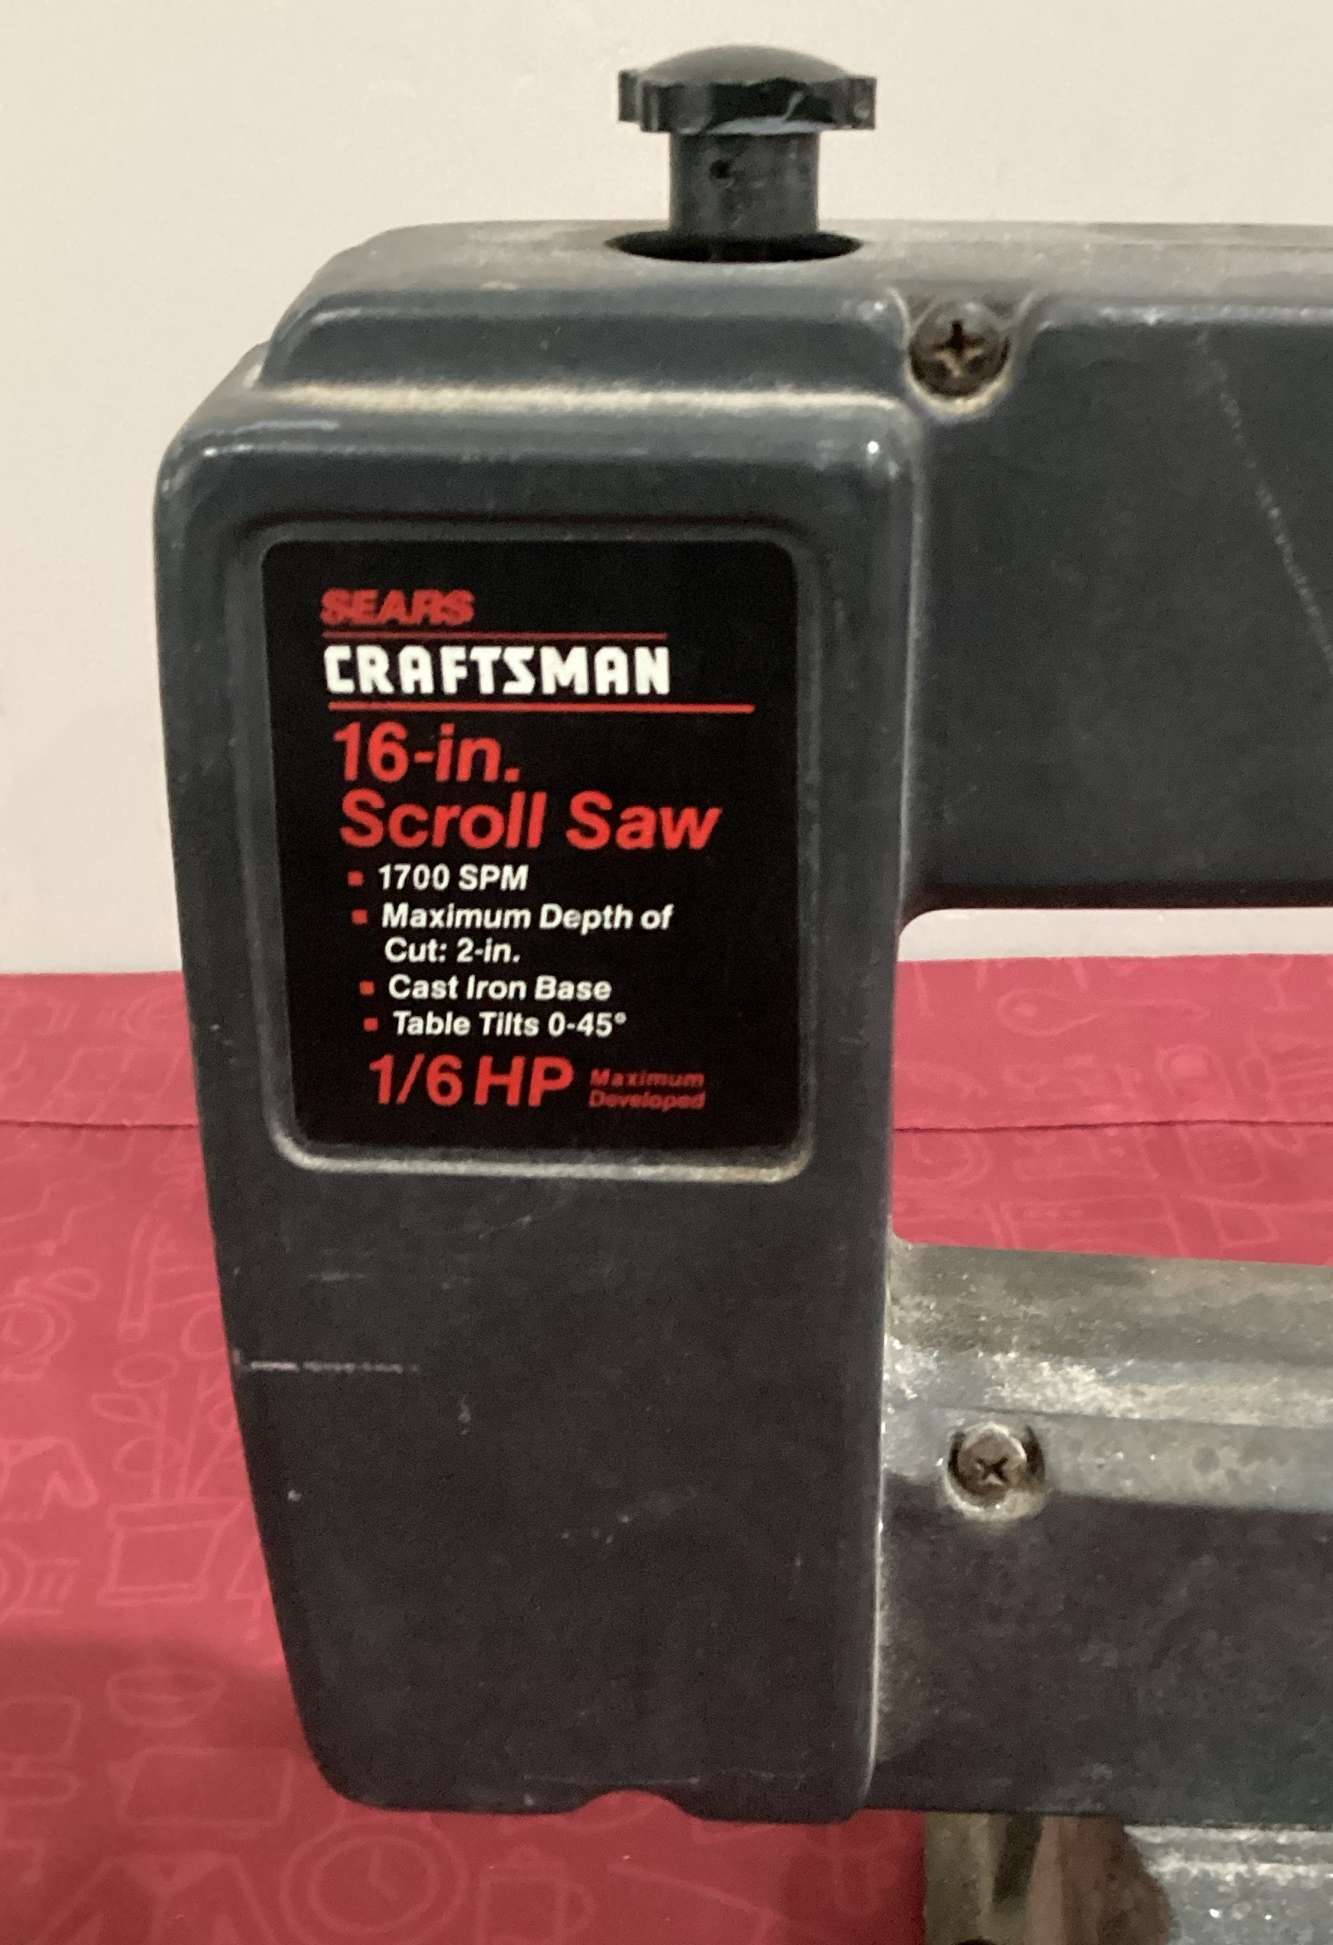 SEARS
CRAFTSMAN
16-in.
Scroll Saw
▪ 1700 SPM
▪ Maximum Depth of
Cut: 2-in.
▪ Cast Iron Base
▪ Table Tilts 0-45°
1/6 HP Maximum
Developed